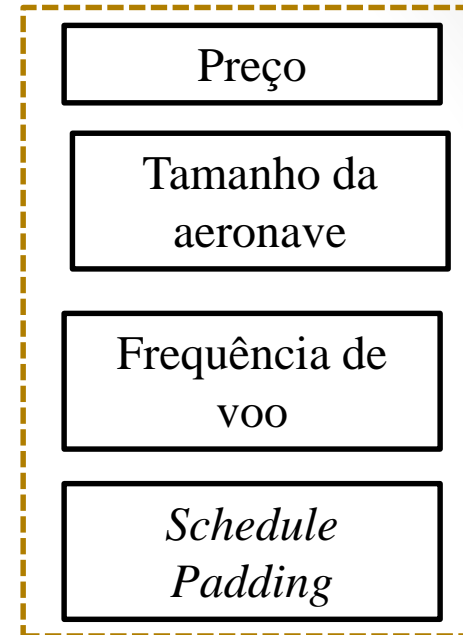 Preço
Tamanho da
aeronave
Frequência de
voo
Schedule
Padding